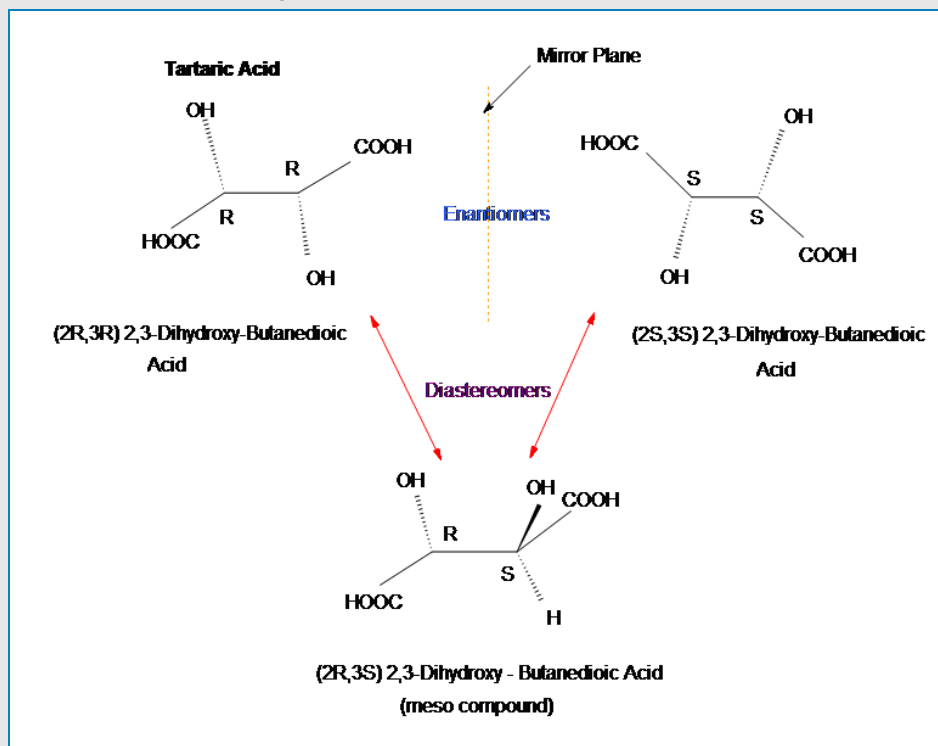 Mirror Plane
Tartaric Acid
OH
COOH
R
R
HOOC
OH
Enantiomers
OH
HOOC
S
S
OH
COOH
(2R,3R) 2,3-Dihydroxy-Butanedioic
Acid
(2S,3S) 2,3-Dihydroxy-Butanedioic
Acid
Diastereomers
OH
OH
COOH
R
S
HOOC
H
(2R,3S) 2,3-Dihydroxy - Butanedioic Acid
(meso compound)